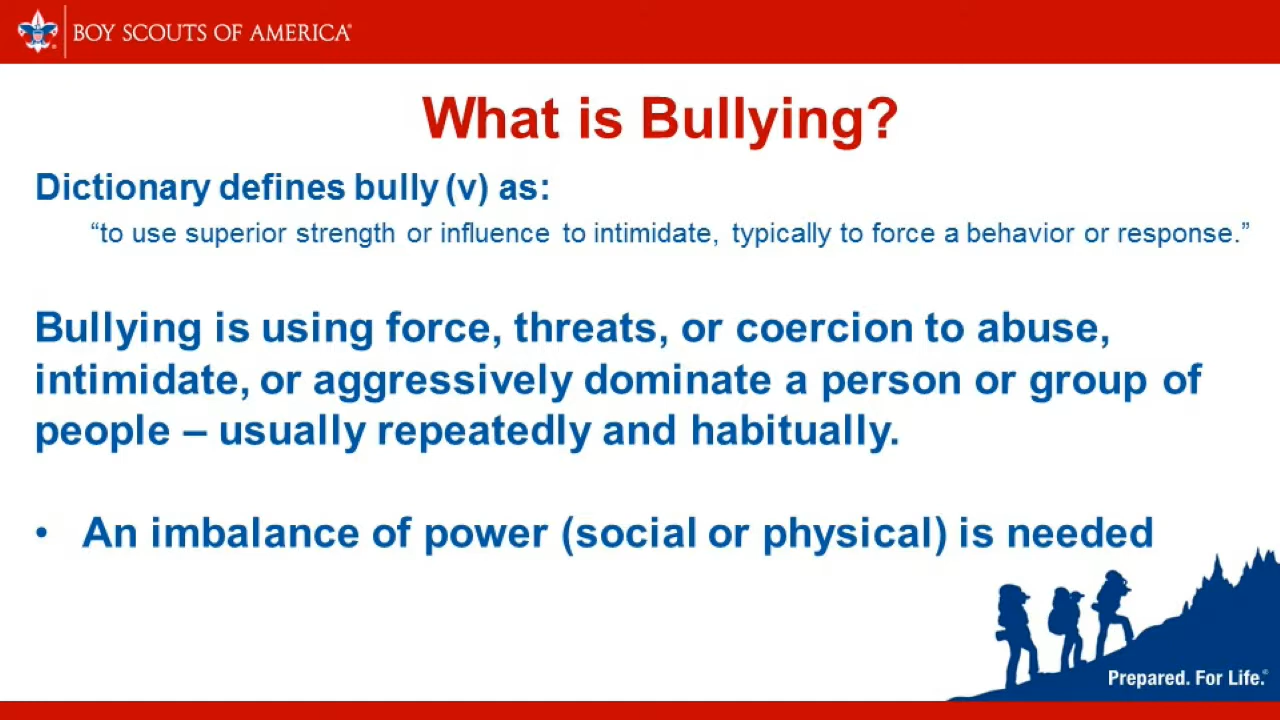 BOY SCOUTS OF AMERICA®
What is Bullying?
Dictionary defines bully (v) as:
“to use superior strength or influence to intimidate, typically to force a behavior or response.”
Bullying is using force, threats, or coercion to abuse,
intimidate, or aggressively dominate a person or group of
people – usually repeatedly and habitually.
• An imbalance of power (social or physical) is needed
Prepared. For Life.®